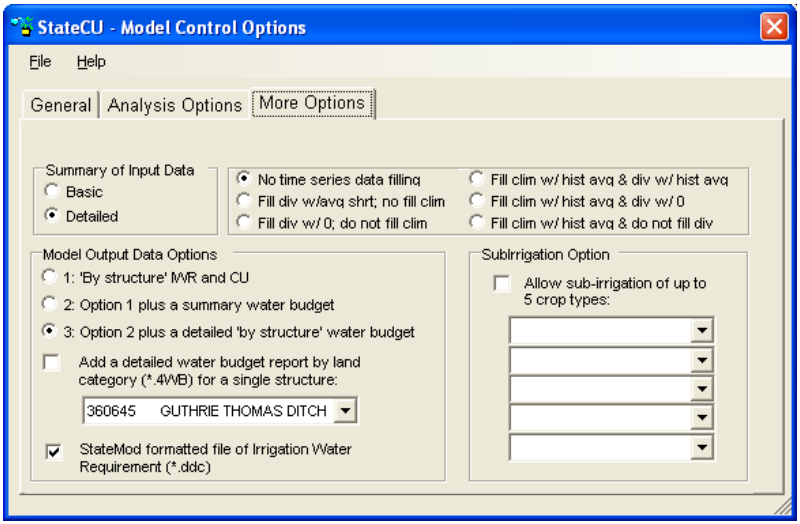 StateCU - Model Control Options
File Help
General Analysis Options More Options
Summary of Input Data
Basic
Detailed
No time series data filling
Fill div w/avg shrt; no fill clim
Fill div w/ 0; do not fill clim
Fill clim w/ hist avg & div w/ hist avg
Fill clim w/ hist avg & div w/ 0
Fill clim w/ hist avg & do not fill div
Model Output Data Options
1: 'By structure' IWR and CU
2: Option 1 plus a summary water budget
3: Option 2 plus a detailed 'by structure' water budget
Add a detailed water budget report by land
category (*.4WB) for a single structure:
360645 GUTHRIE THOMAS DITCH
StateMod formatted file of Irrigation Water
Requirement (*.ddc)
SubIrrigation Option
Allow sub-irrigation of up to
5 crop types: